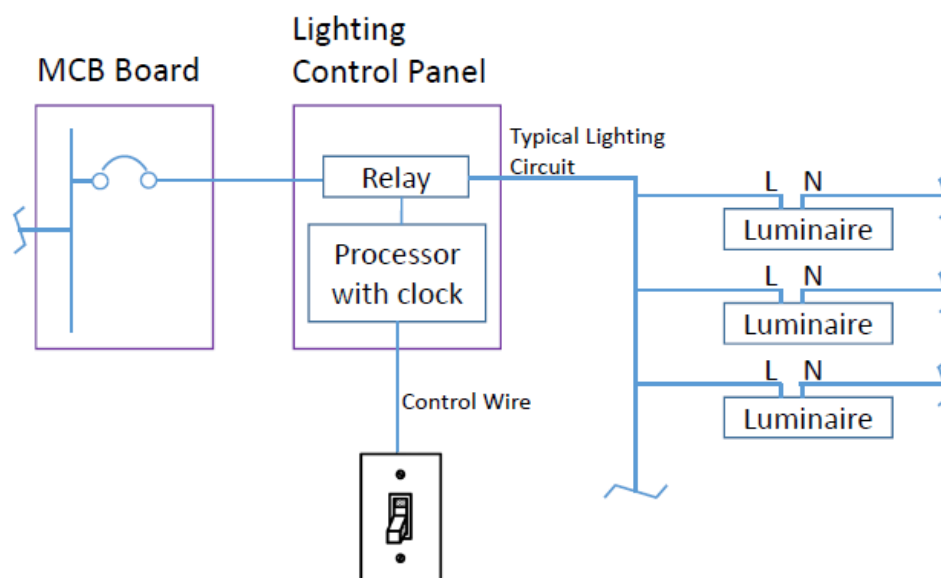 Lighting
Control Panel
MCB Board
Typical Lighting
Circuit
Relay
L N
Luminaire
Processor
with clock
L N
Luminaire
L N
Luminaire
Control Wire